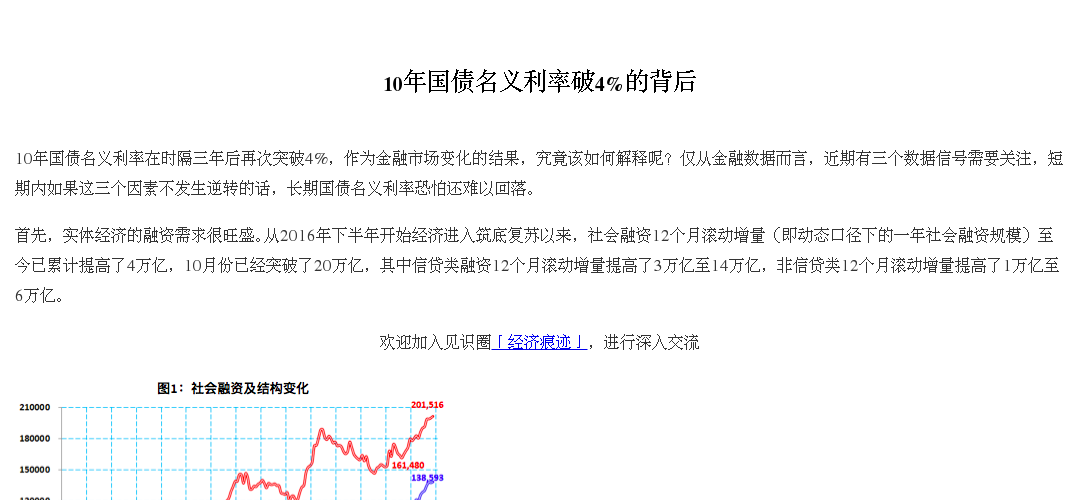 10年国债名义利率破4%的背后
10年国债名义利率在时隔三年后再次突破4%，作为金融市场变化的结果，究竟该如何解释呢？仅从金融数据而言，近期有三个数据信号需要关注，短
期内如果这三个因素不发生逆转的话，长期国债名义利率恐怕还难以回落。
首先，实体经济的融资需求很旺盛。从2016年下半年开始经济进入筑底复苏以来，社会融资12个月滚动增量（即动态口径下的一年社会融资规模）至
今已累计提高了4万亿，10月份已经突破了20万亿，其中信贷类融资12个月滚动增量提高了3万亿至14万亿，非信贷类12个月滚动增量提高了1万亿至
6万亿。
欢迎加入见识圈「经济痕迹」，进行深入交流
图1：社会融资及结构变化
210000
201,516
180000
161,480
150000
138,593